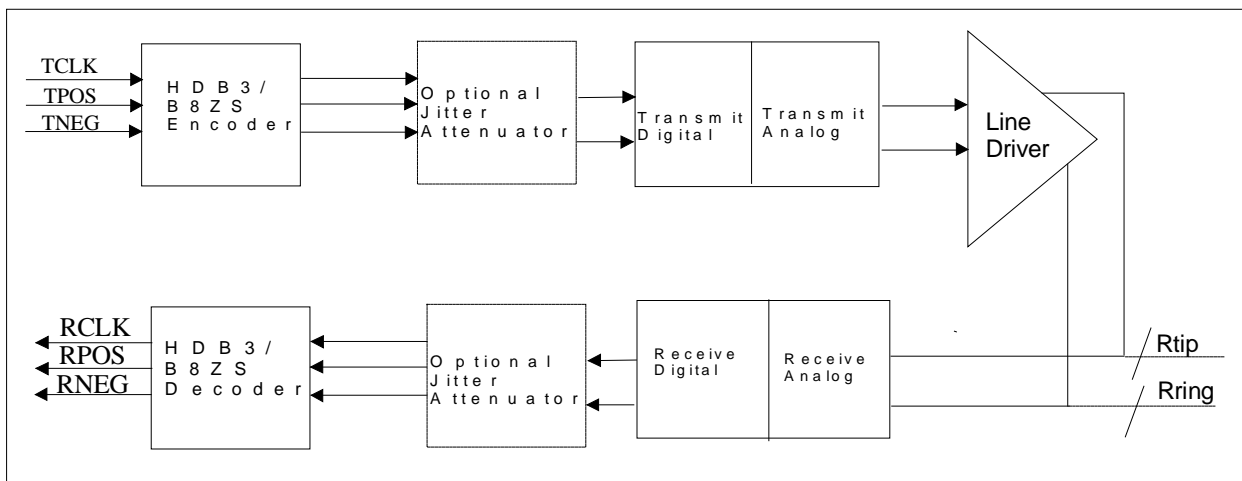 TCLK
TPOS
TNEG
HDB3/
B8ZS
Encoder
Optional
Jitter
Attenuator
Transmit
Digital
Transmit
Analog
Line
Driver
RCLK
RPOS
RNEG
HDB3/
B8ZS
Decoder
Optional
Jitter
Attenuator
Receive
Digital
Receive
Analog
Rtip
Rring